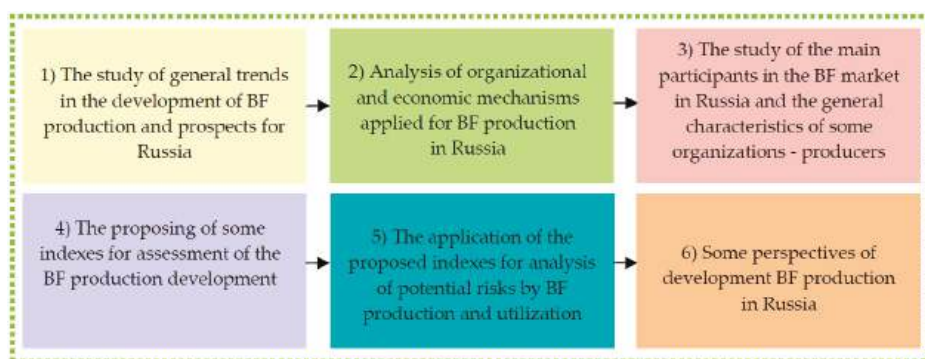 1) The study of general trends
in the development of BF
production and prospects for
Russia
2) Analysis of organizational
and economic mechanisms
applied for BF production
in Russia
3) The study of the main
participants in the BF market
in Russia and the general
characteristics of some
organizations - producers
4) The proposing of some
indexes for assessment of the
BF production development
5) The application of the
proposed indexes for analysis
of potential risks by BF
production and utilization
6) Some perspectives of
development BF production
in Russia